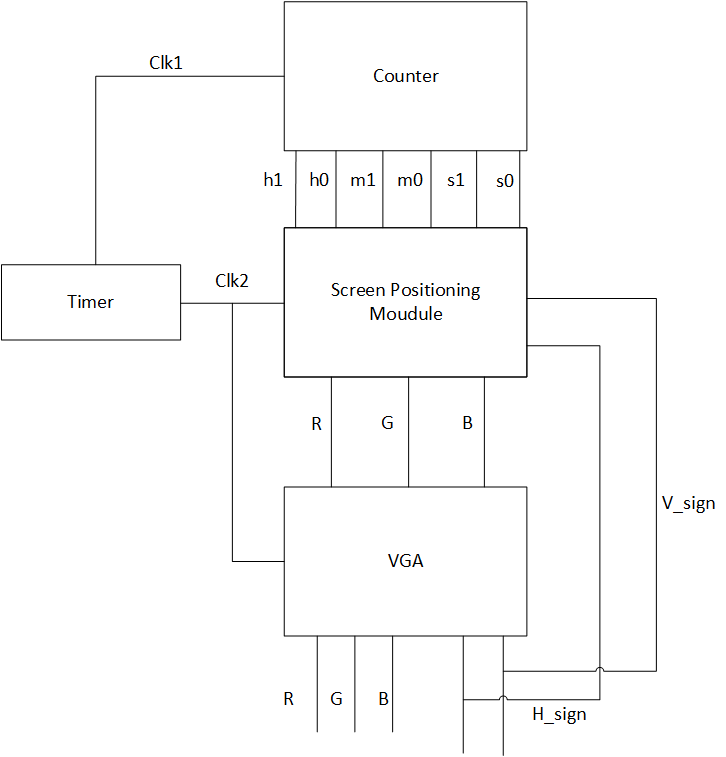 Clk1
Counter
h1 h0 m1 m0 s1 s0
Clk2
Timer
Screen Positioning
Moudule
R G B
V_sign
VGA
R G B
H_sign